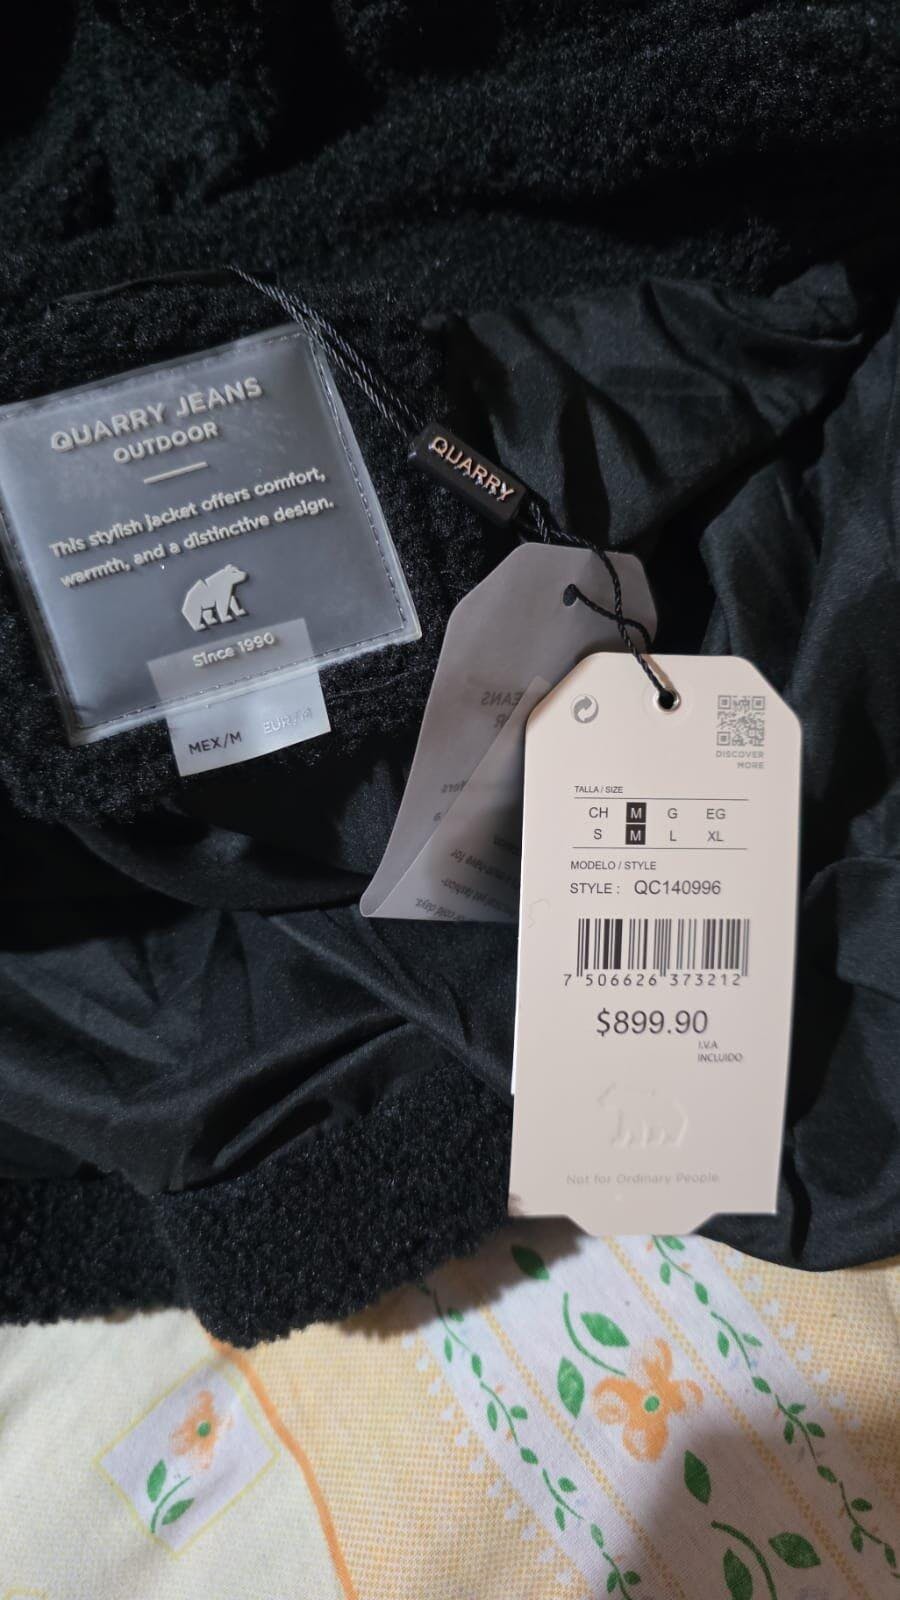 QUARRY JEANS
OUTDOOR
This stylish jacket offers comfort,
warmth, and a distinctive design.
Since 1990
MEX/M EUR/M
QUARRY
DISCOVER
MORE
TALLA / SIZE
CH M G EG
S M L XL
MODELO / STYLE
STYLE : QC140996
7 506626 373212
$899.90
I.V.A.
INCLUIDO
Not for Ordinary People